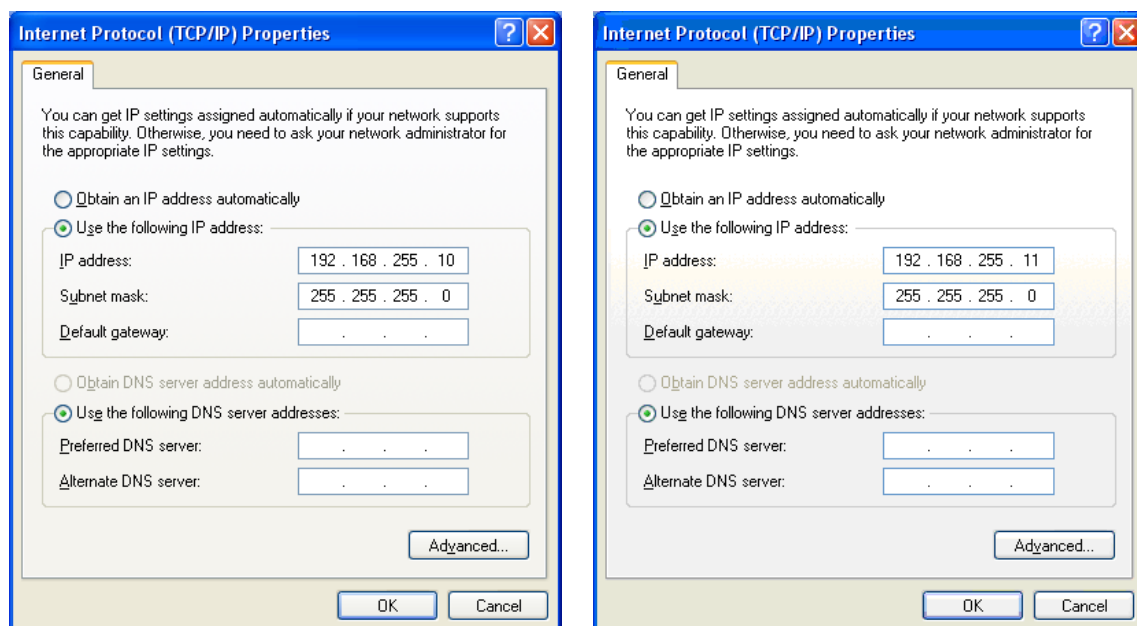 Internet Protocol (TCP/IP) Properties
General
You can get IP settings assigned automatically if your network supports
this capability. Otherwise, you need to ask your network administrator for
the appropriate IP settings.
Obtain an IP address automatically
Use the following IP address:
IP address: 192 . 168 . 255 . 10
Subnet mask: 255 . 255 . 255 . 0
Default gateway: . . .
Obtain DNS server address automatically
Use the following DNS server addresses:
Preferred DNS server: . . .
Alternate DNS server: . . .
Advanced...
OK Cancel
Internet Protocol (TCP/IP) Properties
General
You can get IP settings assigned automatically if your network supports
this capability. Otherwise, you need to ask your network administrator for
the appropriate IP settings.
Obtain an IP address automatically
Use the following IP address:
IP address: 192 . 168 . 255 . 11
Subnet mask: 255 . 255 . 255 . 0
Default gateway: . . .
Obtain DNS server address automatically
Use the following DNS server addresses:
Preferred DNS server: . . .
Alternate DNS server: . . .
Advanced...
OK Cancel